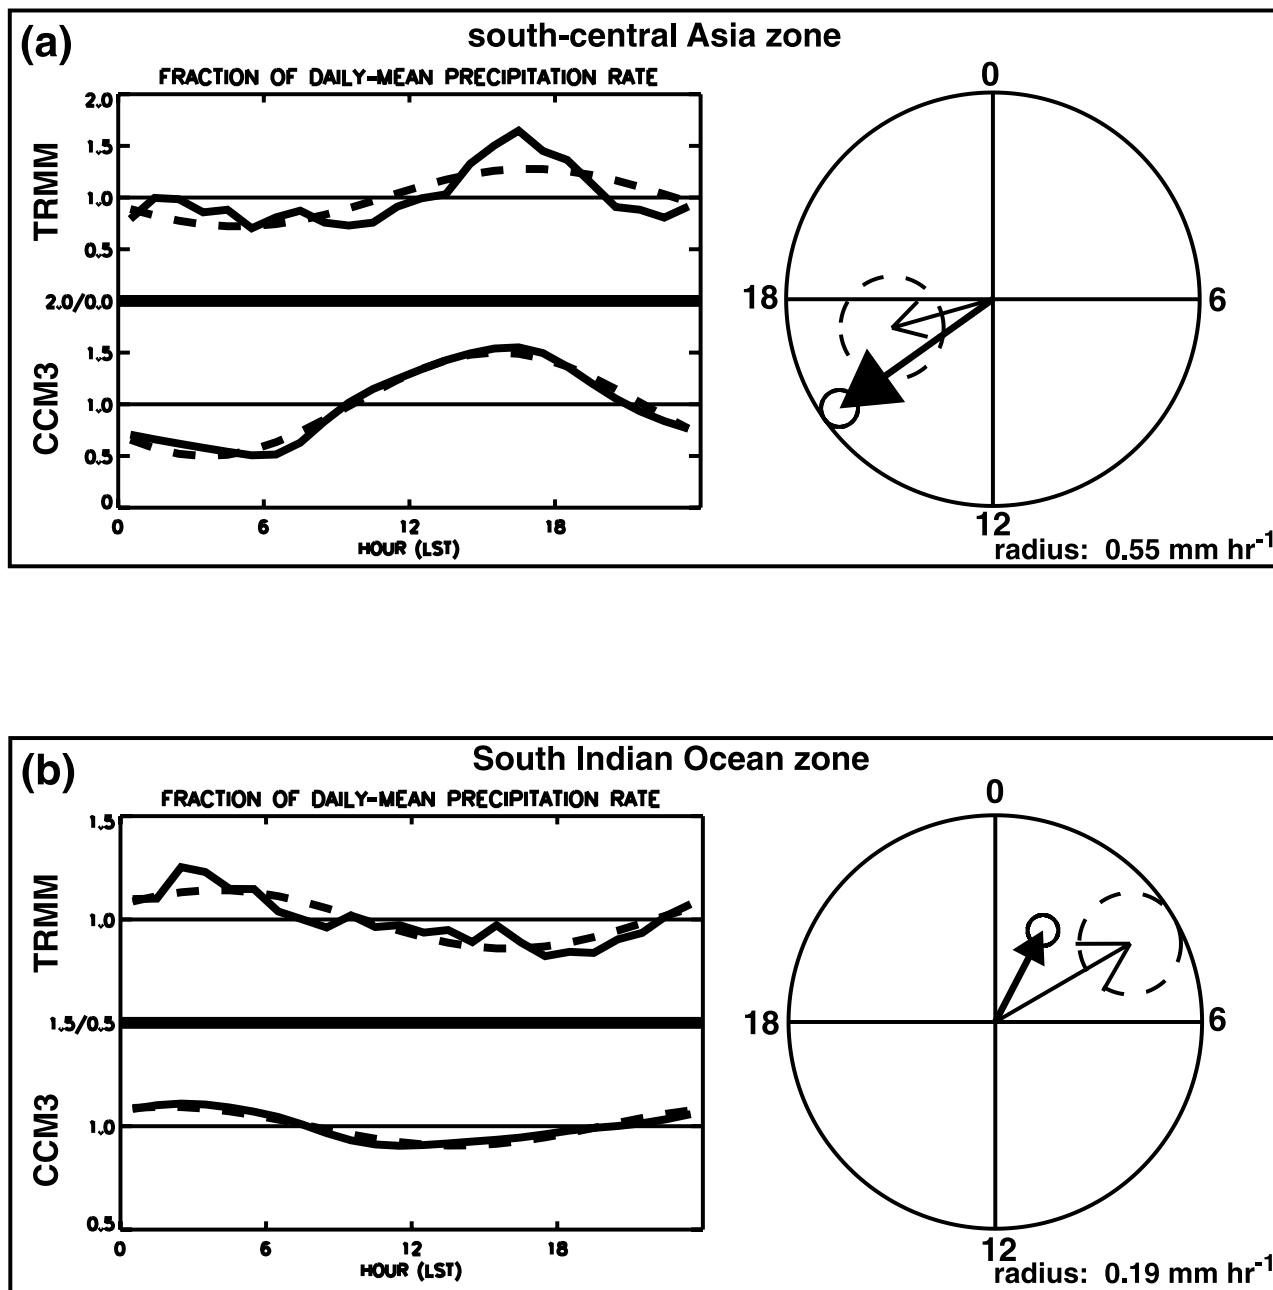 (a)
south-central Asia zone
FRACTION OF DAILY-MEAN PRECIPITATION RATE
TRMM
2.0
1.5
1.0
0.5
2.0/0.0
CCM3
1.5
1.0
0.5
0
0 6 12 18
HOUR (LST)
0
18
6
12
radius: 0.55 mm hr-1
(b)
South Indian Ocean zone
FRACTION OF DAILY-MEAN PRECIPITATION RATE
TRMM
1.5
1.0
1.5/0.5
CCM3
1.0
0.5
0 6 12 18
HOUR (LST)
0
18
6
12
radius: 0.19 mm hr-1